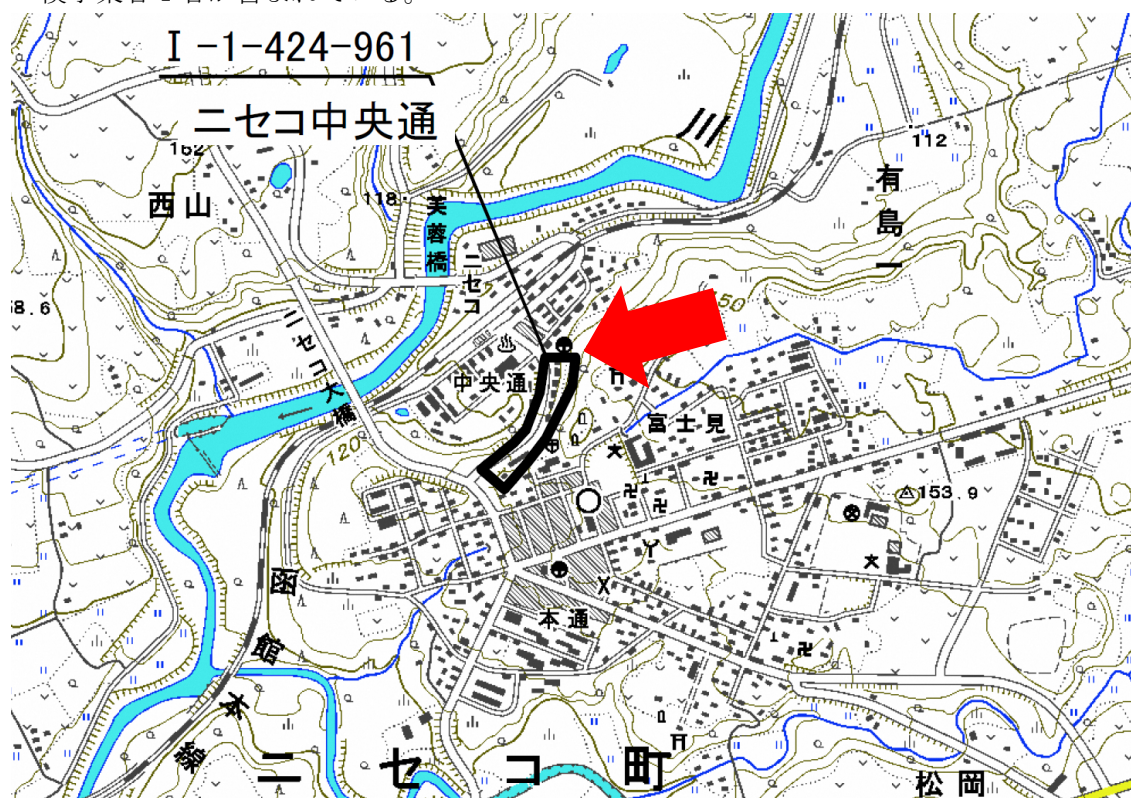 Ⅰ-1-424-961
ニセコ中央通
162
西山
118
芙蓉橋
ニセコ
川
112
有島一
50
8.6
ニセコ大橋
中央通
富士見
120
153.9
本通
函館本線
ニセコ町
松岡